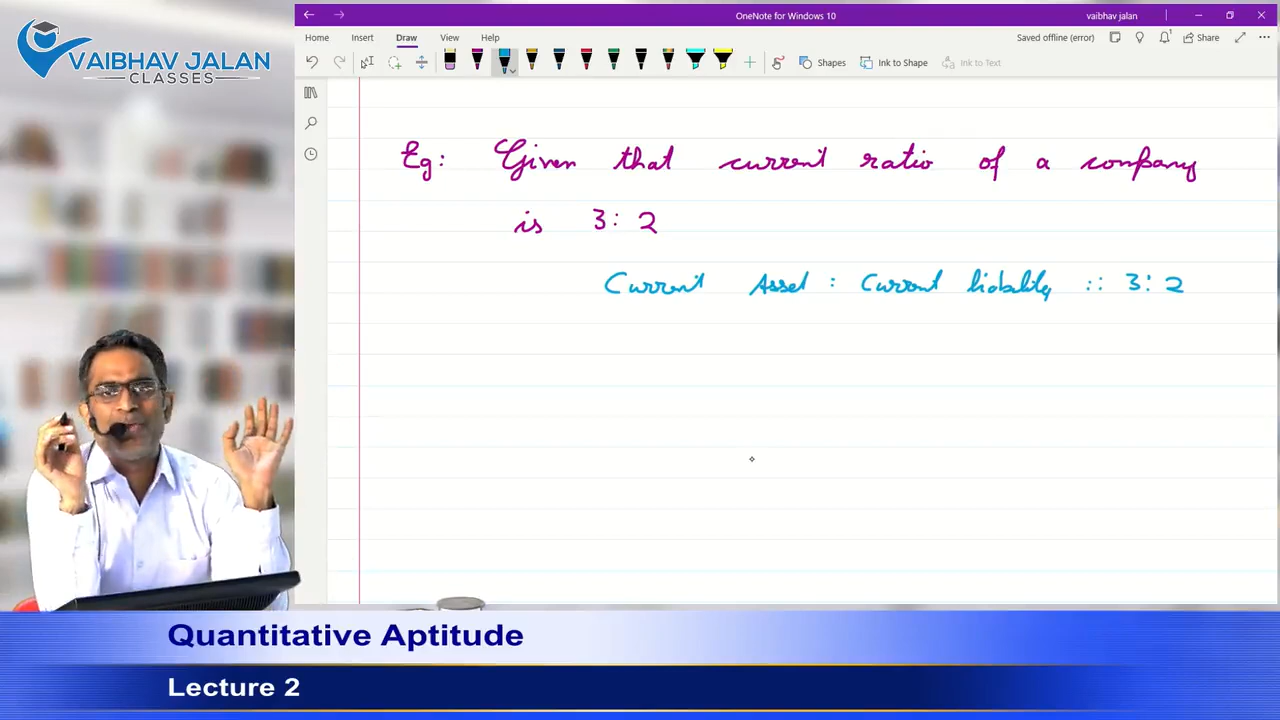 VAIBHAV JALAN
CLASSES
OneNote for Windows 10
vaibhav jalan
Home Insert Draw View Help
Saved offline (error)
Share
Shapes
Ink to Shape
Ink to Text
Eg: Given that current ratio of a company
is 3:2
Current Asset : Current liability :: 3:2
Quantitative Aptitude
Lecture 2